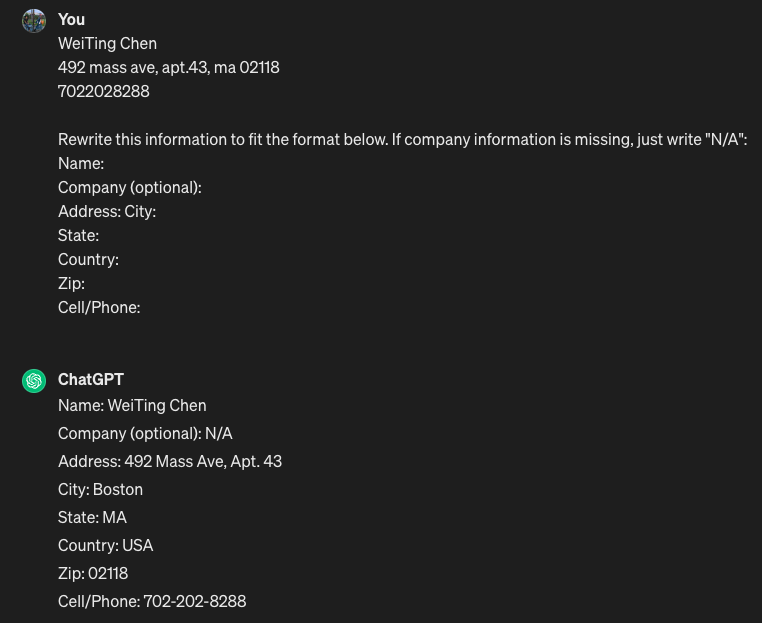 You
WeiTing Chen
492 mass ave, apt.43, ma 02118
7022028288
Rewrite this information to fit the format below. If company information is missing, just write "N/A":
Name:
Company (optional):
Address: City:
State:
Country:
Zip:
Cell/Phone:
ChatGPT
Name: WeiTing Chen
Company (optional): N/A
Address: 492 Mass Ave, Apt. 43
City: Boston
State: MA
Country: USA
Zip: 02118
Cell/Phone: 702-202-8288